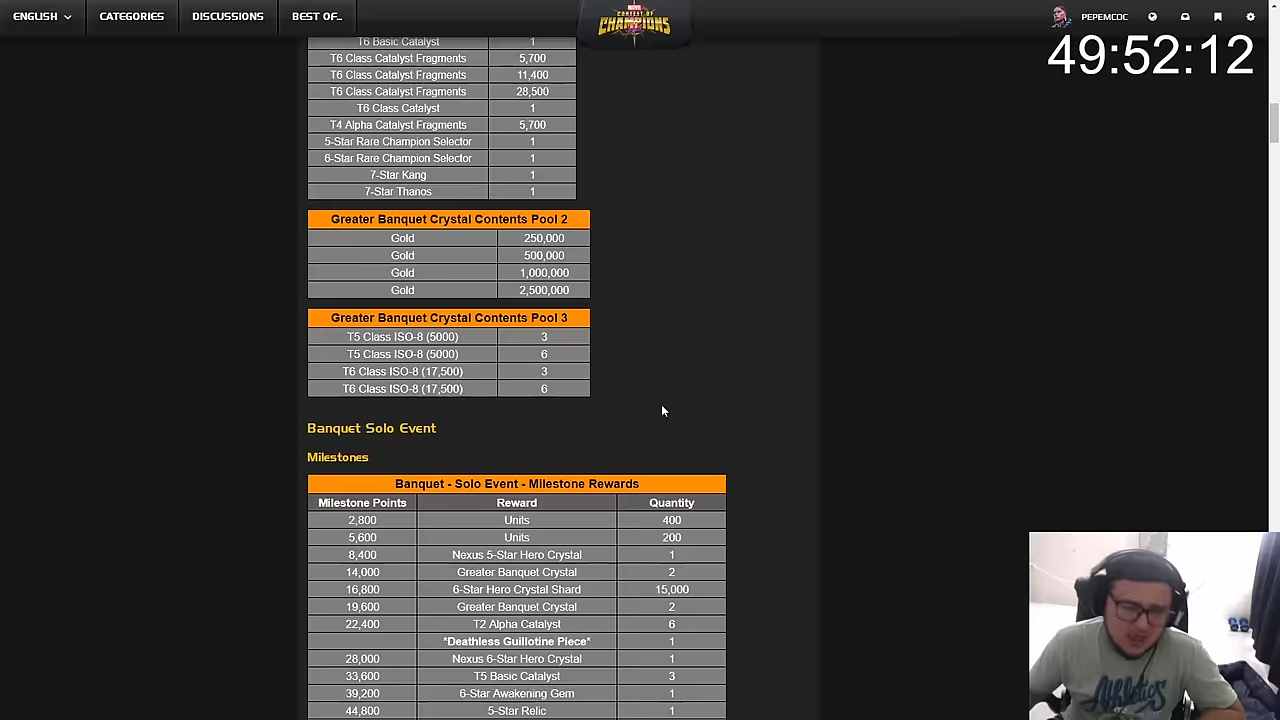 ENGLISH CATEGORIES DISCUSSIONS BEST OF... MARVEL CONTEST OF CHAMPIONS PEPEMCOC
49:52:12
T6 Basic Catalyst 1
T6 Class Catalyst Fragments 5,700
T6 Class Catalyst Fragments 11,400
T6 Class Catalyst Fragments 28,500
T6 Class Catalyst 1
T4 Alpha Catalyst Fragments 5,700
5-Star Rare Champion Selector 1
6-Star Rare Champion Selector 1
7-Star Kang 1
7-Star Thanos 1
Greater Banquet Crystal Contents Pool 2
Gold 250,000
Gold 500,000
Gold 1,000,000
Gold 2,500,000
Greater Banquet Crystal Contents Pool 3
T5 Class ISO-8 (5000) 3
T5 Class ISO-8 (5000) 6
T6 Class ISO-8 (17,500) 3
T6 Class ISO-8 (17,500) 6
Banquet Solo Event
Milestones
Banquet - Solo Event - Milestone Rewards
Milestone Points Reward Quantity
2,800 Units 400
5,600 Units 200
8,400 Nexus 5-Star Hero Crystal 1
14,000 Greater Banquet Crystal 2
16,800 6-Star Hero Crystal Shard 15,000
19,600 Greater Banquet Crystal 2
22,400 T2 Alpha Catalyst 6
*Deathless Guillotine Piece* 1
28,000 Nexus 6-Star Hero Crystal 1
33,600 T5 Basic Catalyst 3
39,200 6-Star Awakening Gem 1
44,800 5-Star Relic 1
Athletics